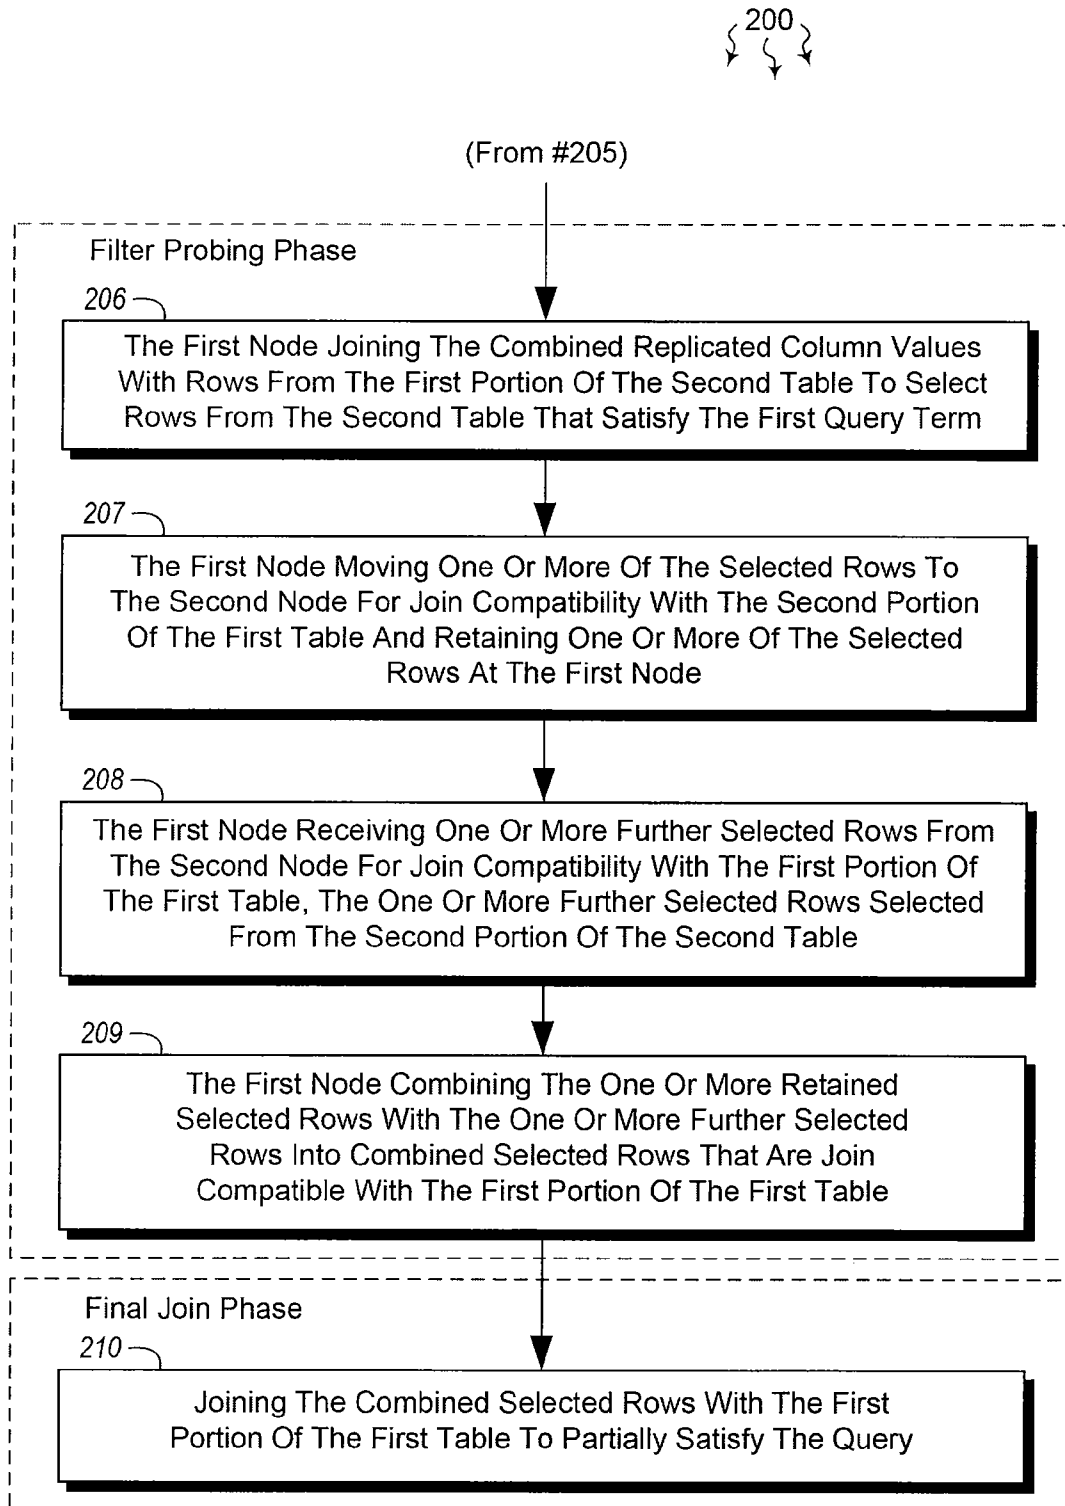 200
(From #205)
Filter Probing Phase
206
The First Node Joining The Combined Replicated Column Values
With Rows From The First Portion Of The Second Table To Select
Rows From The Second Table That Satisfy The First Query Term
207
The First Node Moving One Or More Of The Selected Rows To
The Second Node For Join Compatibility With The Second Portion
Of The First Table And Retaining One Or More Of The Selected
Rows At The First Node
208
The First Node Receiving One Or More Further Selected Rows From
The Second Node For Join Compatibility With The First Portion Of
The First Table, The One Or More Further Selected Rows Selected
From The Second Portion Of The Second Table
209
The First Node Combining The One Or More Retained
Selected Rows With The One Or More Further Selected
Rows Into Combined Selected Rows That Are Join
Compatible With The First Portion Of The First Table
Final Join Phase
210
Joining The Combined Selected Rows With The First
Portion Of The First Table To Partially Satisfy The Query